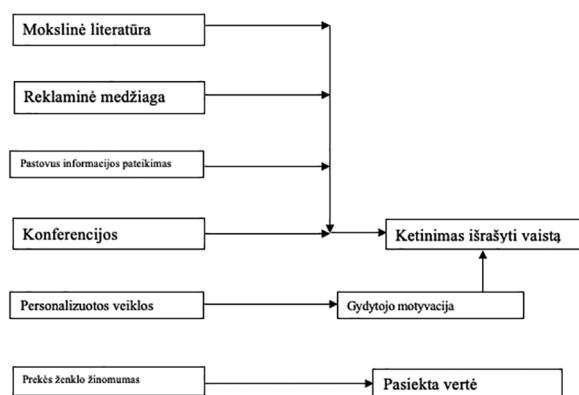 Mokslinė literatūra
Reklaminė medžiaga
Pastovus informacijos pateikimas
Konferencijos
Ketinimas išrašyti vaistą
Personalizuotos veiklos
Gydytojo motyvacija
Prekės ženklo žinomumas
Pasiekta vertė